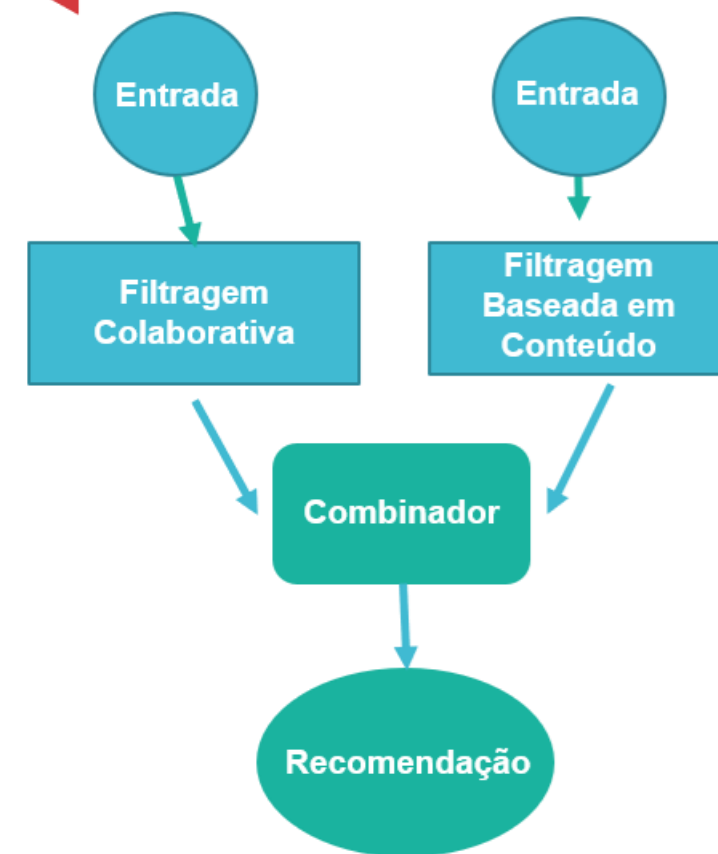 Entrada
Entrada
Filtragem
Colaborativa
Filtragem
Baseada em
Conteúdo
Combinador
Recomendação